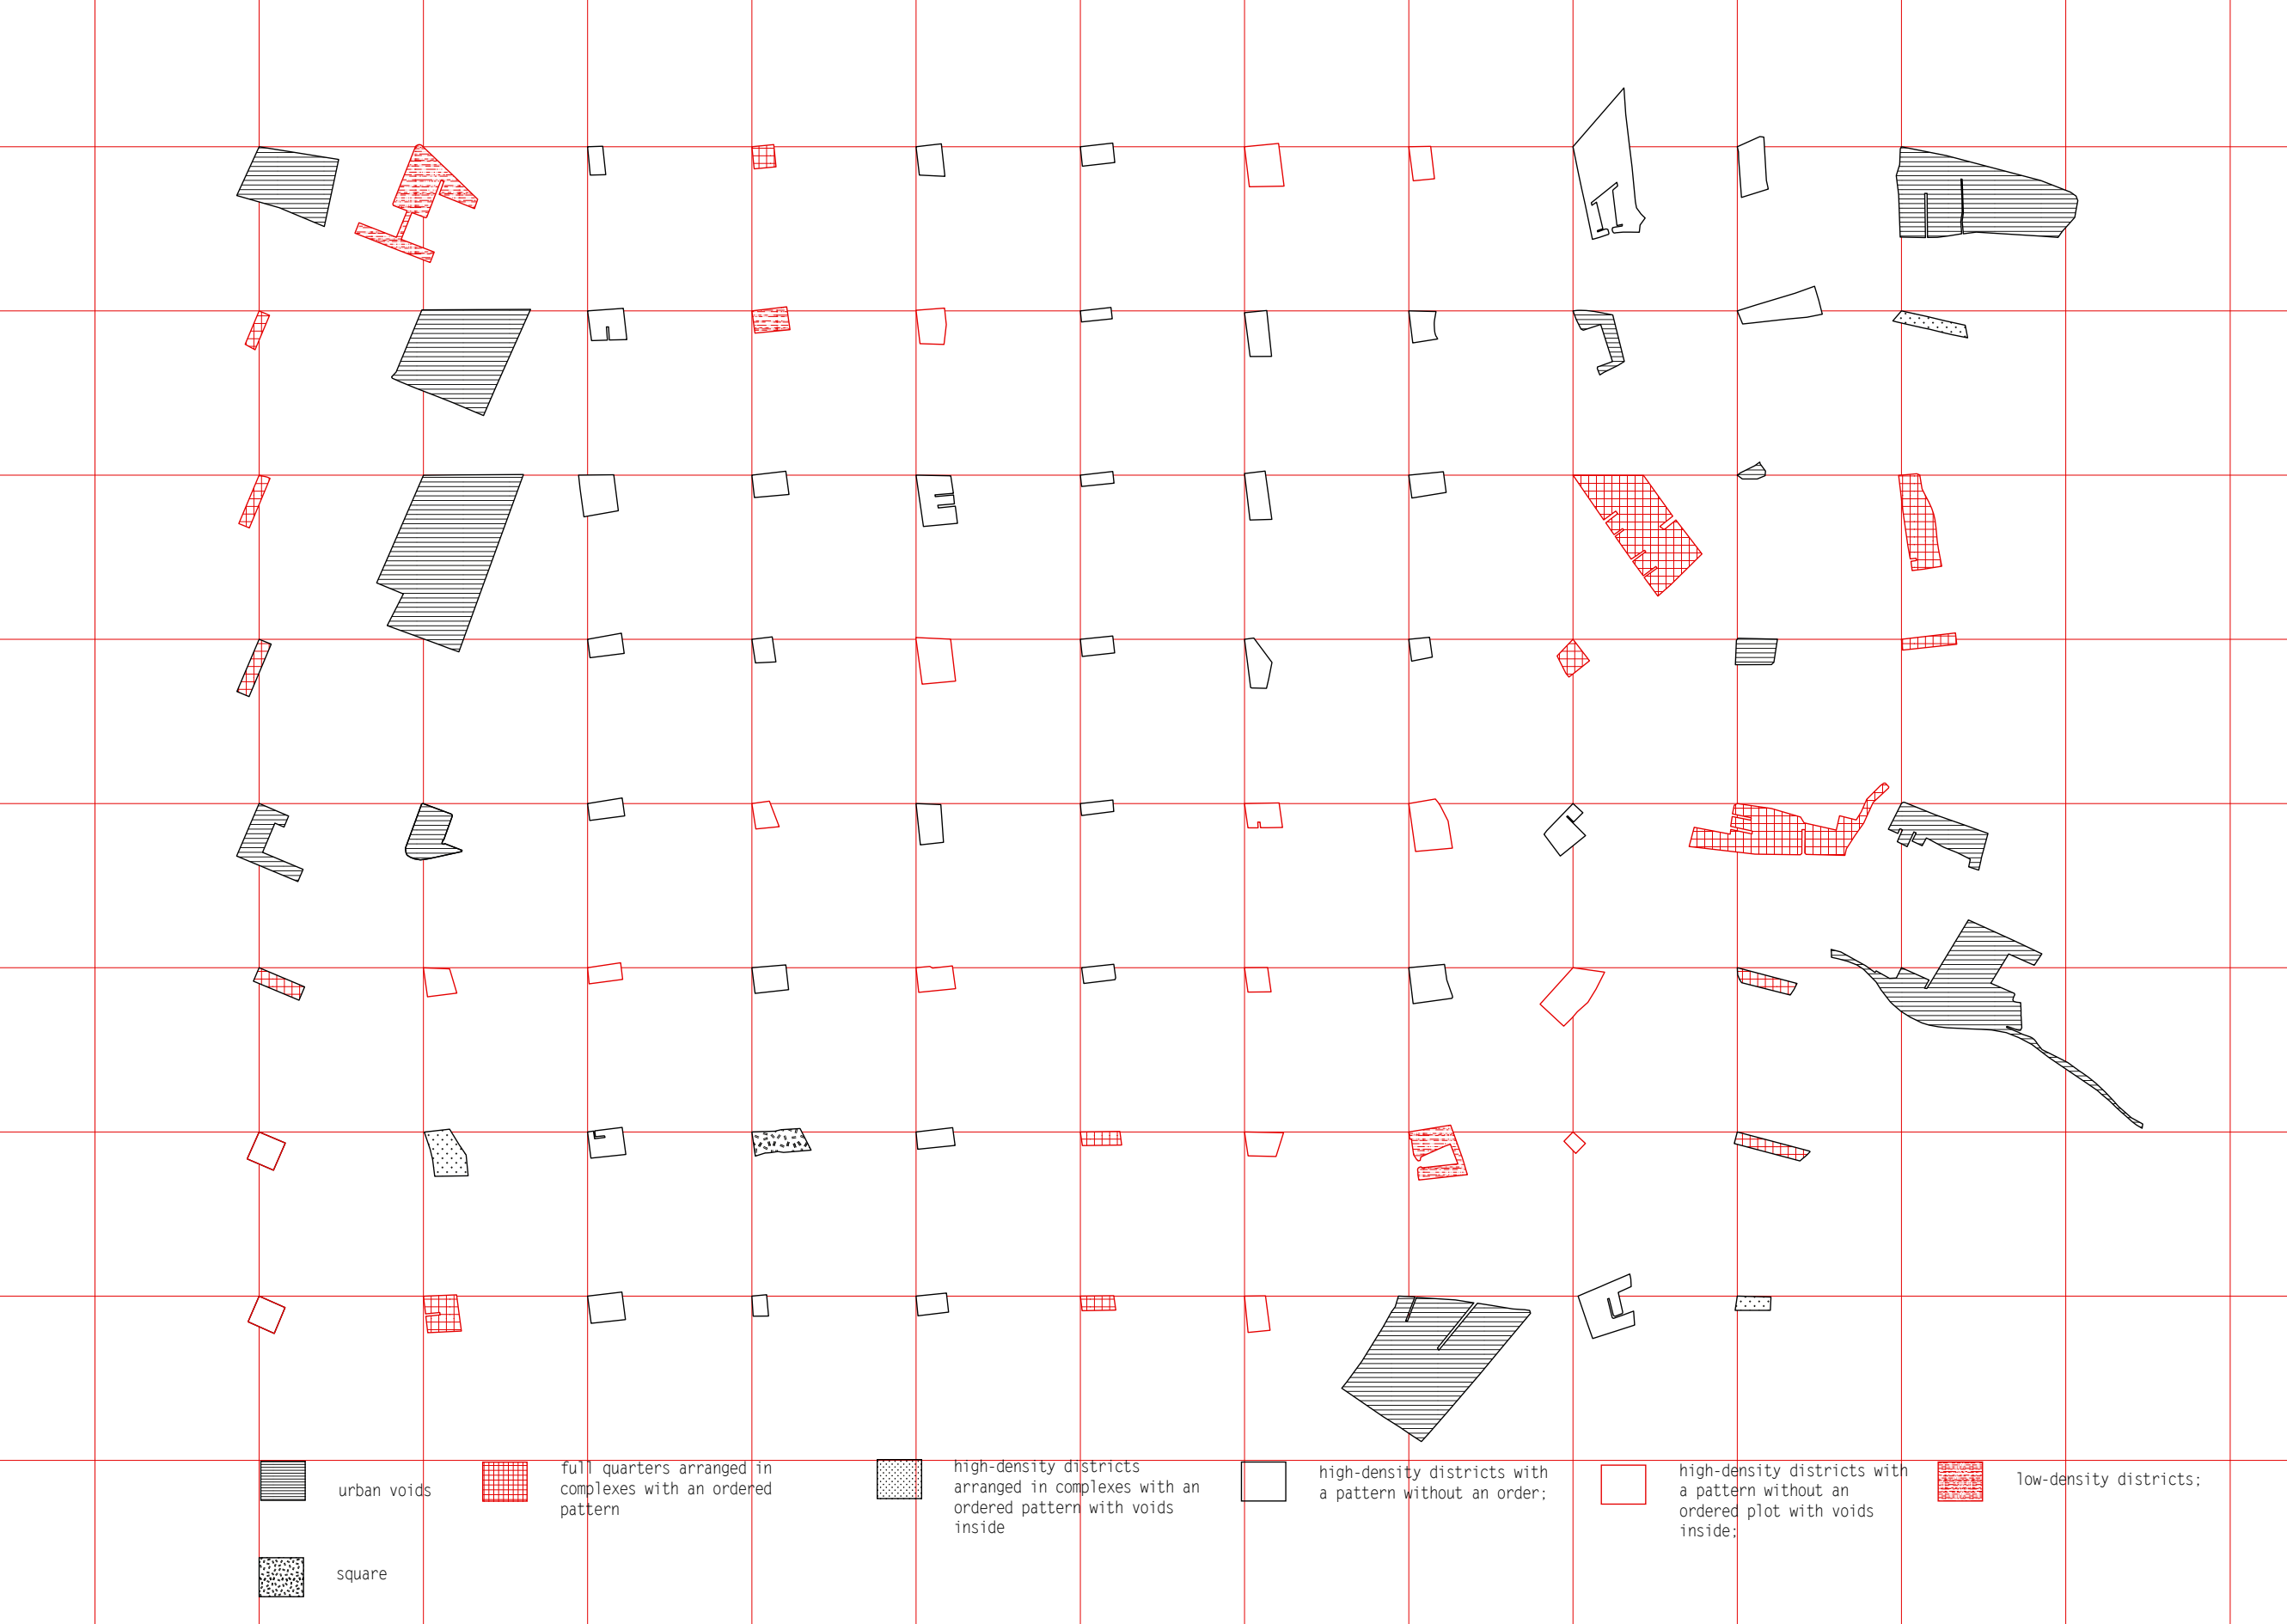 urban voids
full quarters arranged in
complexes with an ordered
pattern
high-density districts
arranged in complexes with an
ordered pattern with voids
inside
high-density districts with
a pattern without an order;
high-density districts with
a pattern without an
ordered plot with voids
inside;
low-density districts;
square